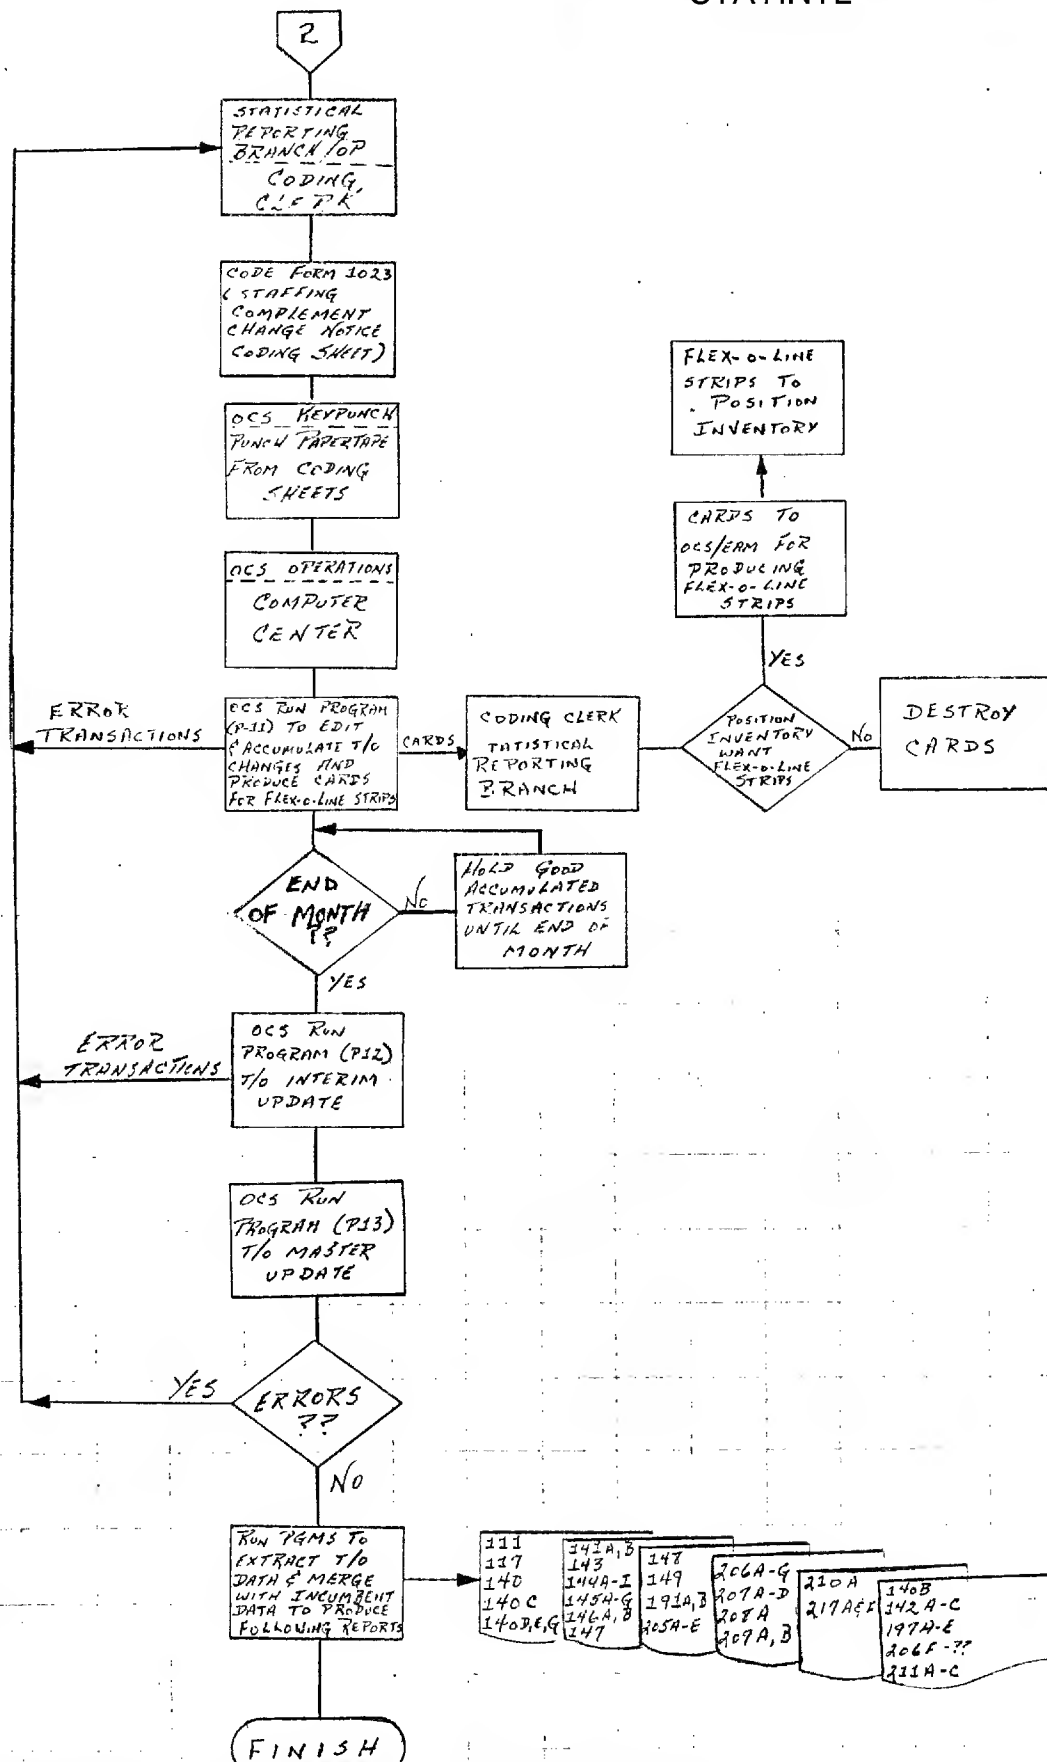 2
STATISTICAL
REPORTING
BRANCH/OP
CODING
CLERK
CODE FORM 1023
(STAFFING
COMPLEMENT
CHANGE NOTICE
CODING SHEET)
FLEX-O-LINE
STRIPS TO
POSITION
INVENTORY
OCS KEYPUNCH
PUNCH PAPERTAPE
FROM CODING
SHEETS
CARDS TO
OCS/EAM FOR
PRODUCING
FLEX-O-LINE
STRIPS
OCS OPERATIONS
COMPUTER
CENTER
YES
ERROR
TRANSACTIONS
OCS RUN PROGRAM
(P-11) TO EDIT
& ACCUMULATE T/O
CHANGES AND
PRODUCE CARDS
FOR FLEX-O-LINE STRIPS
CARDS
CODING CLERK
TATISTICAL
REPORTING
BRANCH
POSITION
INVENTORY
WANT
FLEX-O-LINE
STRIPS
NO
DESTROY
CARDS
END
OF MONTH
??
NO
HOLD GOOD
ACCUMULATED
TRANSACTIONS
UNTIL END OF
MONTH
YES
ERROR
TRANSACTIONS
OCS RUN
PROGRAM (P12)
T/O INTERIM
UPDATE
OCS RUN
PROGRAM (P13)
T/O MASTER
UPDATE
YES
ERRORS
??
NO
RUN PGMS TO
EXTRACT T/O
DATA & MERGE
WITH INCUMBENT
DATA TO PRODUCE
FOLLOWING REPORTS
111
117
140
140C
140D,E,G
141A,B
143
144A-I
145A-G
146A,B
147
148
149
191A,B
205A-E
206A-G
207A-D
208A
209A,B
210A
140B
142A-C
197A-E
206F-??
211A-C
FINISH